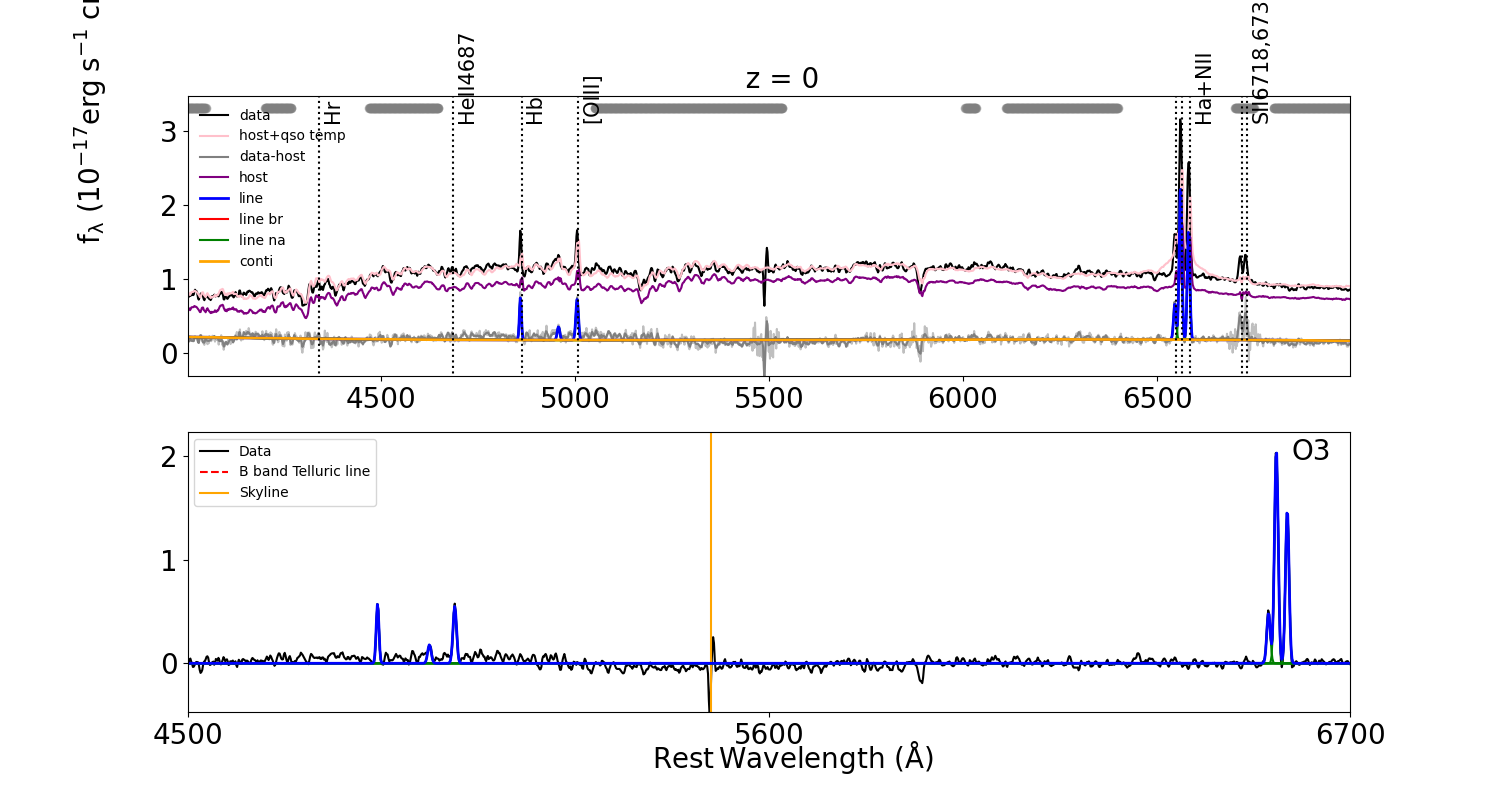 z = 0
f_λ (10^{-17}erg s^{-1}
Hr
HeII4687
Hb
[OIII]
Ha+NII
SII6718,673
data
host+qso temp
data-host
host
line
line br
line na
conti
3
2
1
0
4500 5000 5500 6000 6500
O3
Data
B band Telluric line
Skyline
2
1
0
4500 5600 6700
Rest Wavelength (Å)